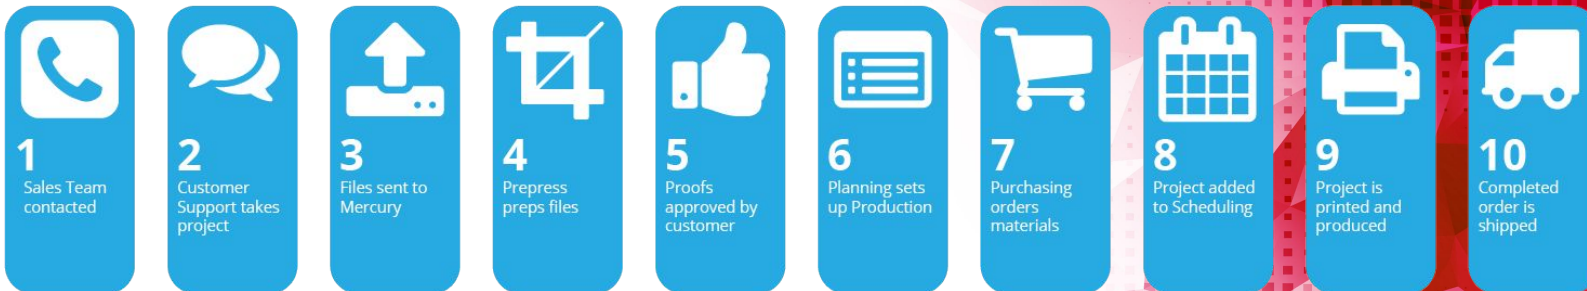 1
Sales Team
contacted
2
Customer
Support takes
project
3
Files sent to
Mercury
4
Prepress
preps files
5
Proofs
approved by
customer
6
Planning sets
up Production
7
Purchasing
orders
materials
8
Project added
to Scheduling
9
Project is
printed and
produced
10
Completed
order is
shipped